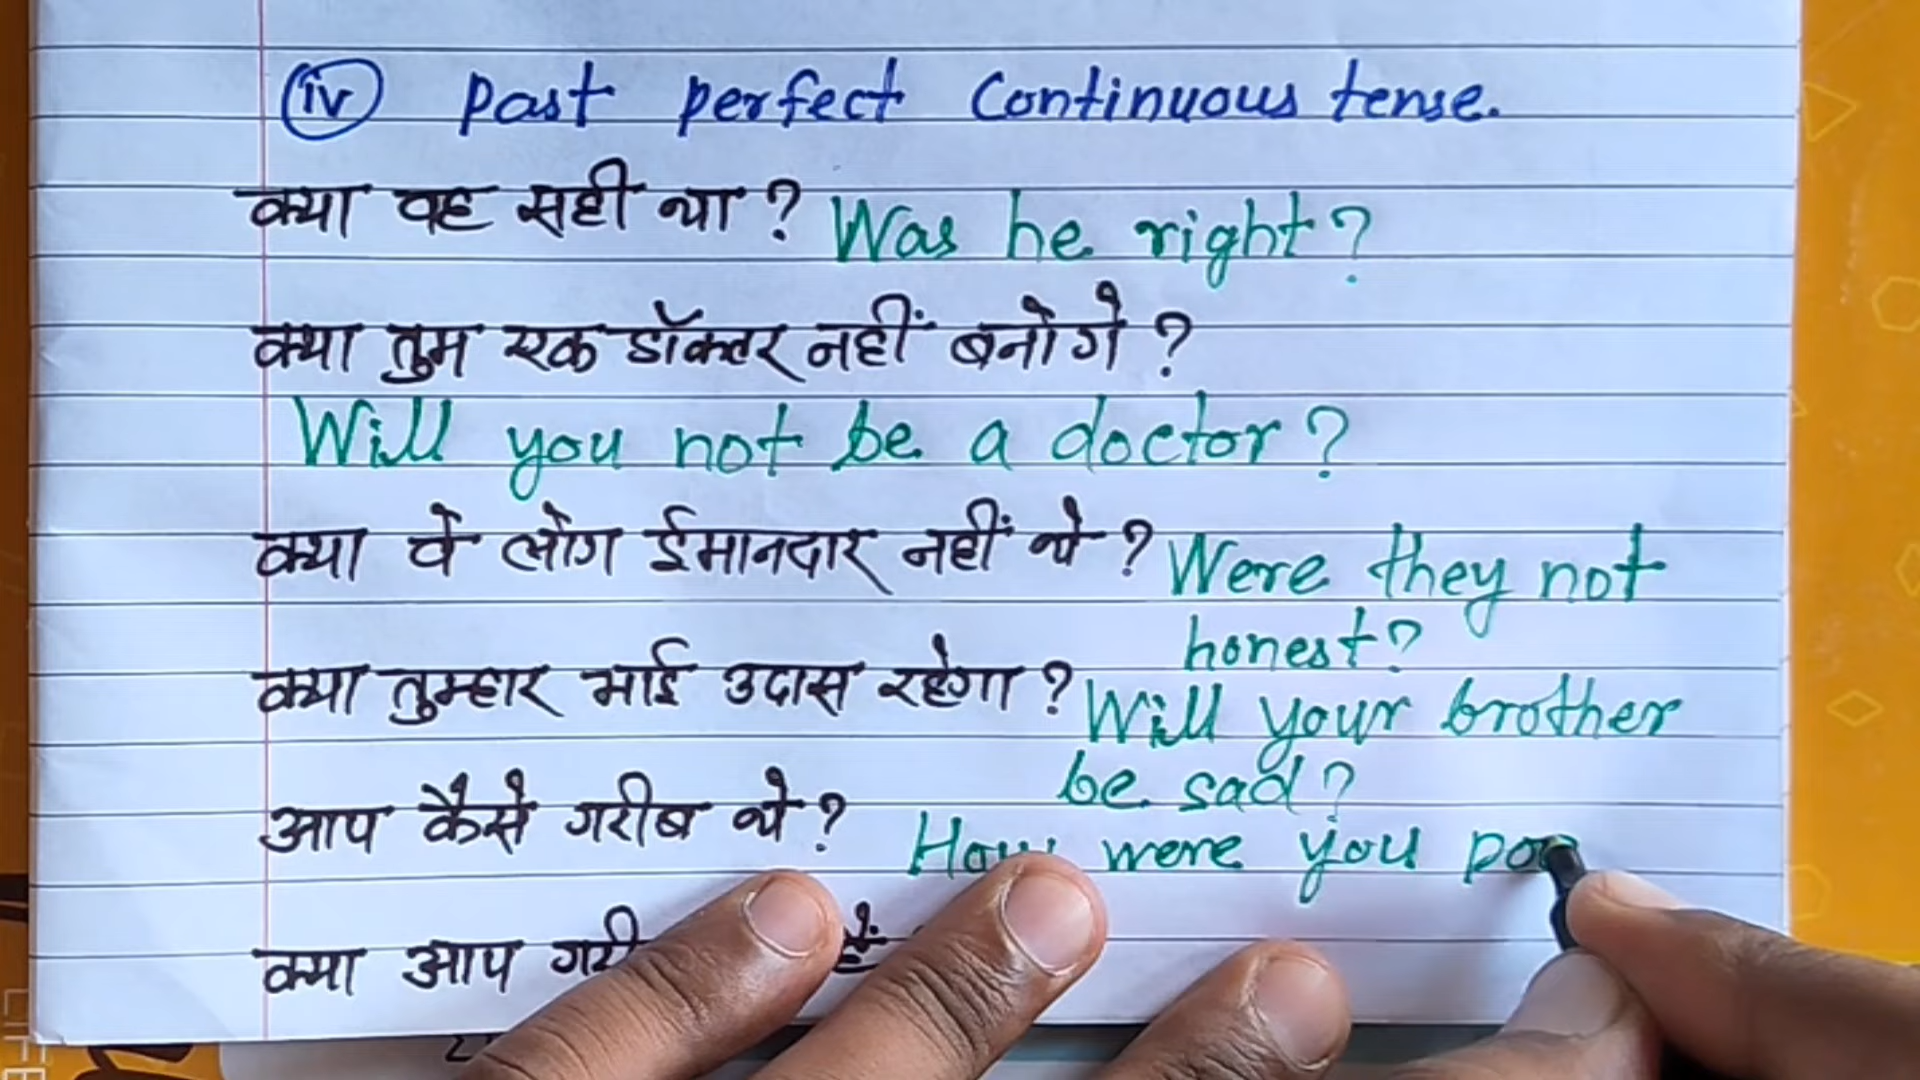 (iv) Past perfect Continuous tense.
क्या वह सही था ? Was he right?
क्या तुम एक डॉक्टर नहीं बनोगे ?
Will you not be a doctor?
क्या वे लोग ईमानदार नहीं थे ? Were they not
honest?
क्या तुम्हार भाई उदास रहेगा ? Will your brother
be sad?
आप कैसे गरीब थे ? How were you
क्या आप